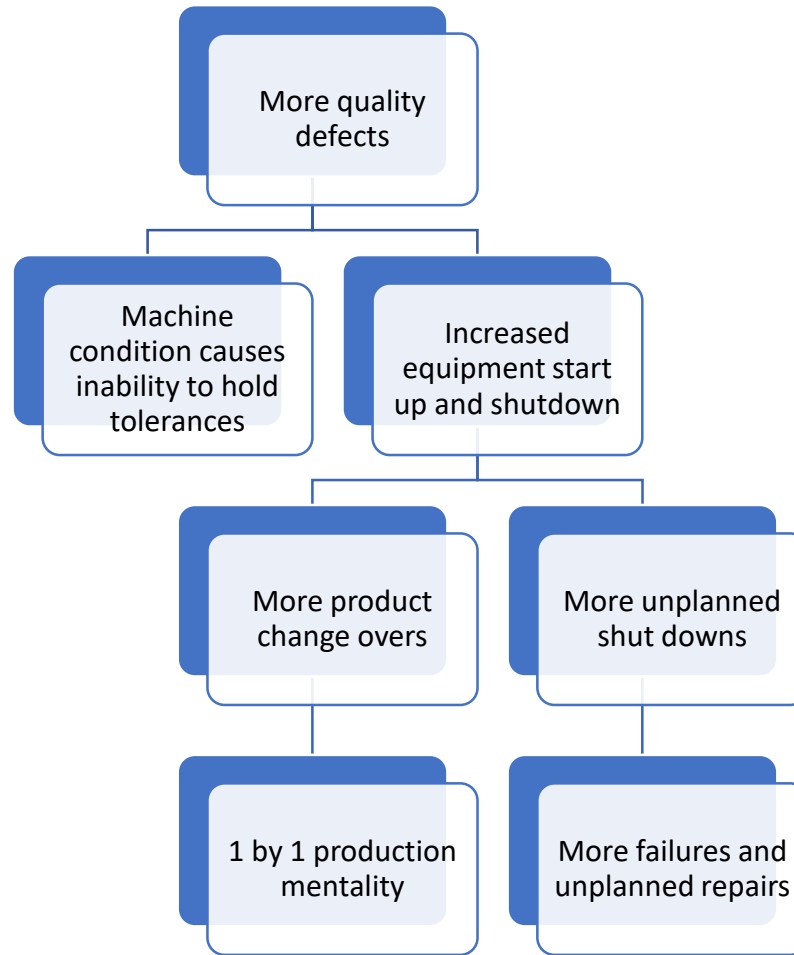 More quality
defects
Machine
condition causes
inability to hold
tolerances
Increased
equipment start
up and shutdown
More product
change overs
More unplanned
shut downs
1 by 1 production
mentality
More failures and
unplanned repairs